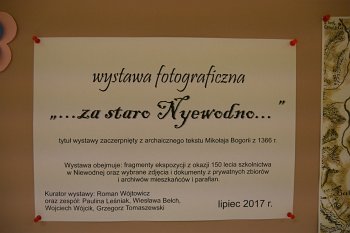 wystawa fotograficzna
„...za staro Nyewodno..."
tytuł wystawy zaczerpnięty z archaicznego tekstu Mikołaja Bogorii z 1366 r.
Wystawa obejmuje: fragmenty ekspozycji z okazji 150 lecia szkolnictwa
w Niewodnej oraz wybrane zdjęcia i dokumenty z prywatnych zbiorów
i archiwów mieszkańców i parafian.
Kurator wystawy: Roman Wójtowicz
oraz zespół: Paulina Leśniak, Wiesława Bełch,
Wojciech Wójcik, Grzegorz Tomaszewski
lipiec 2017 r.